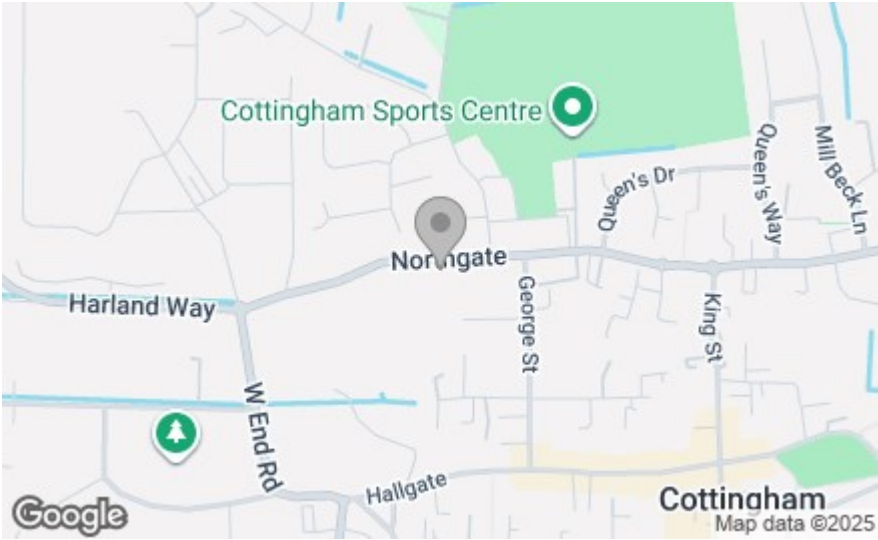 Cottingham Sports Centre
Queen's Dr
Queen's Way
Mill Beck Ln
Northgate
Harland Way
George St
King St
W End Rd
Hallgate
Cottingham
Google
Map data ©2025